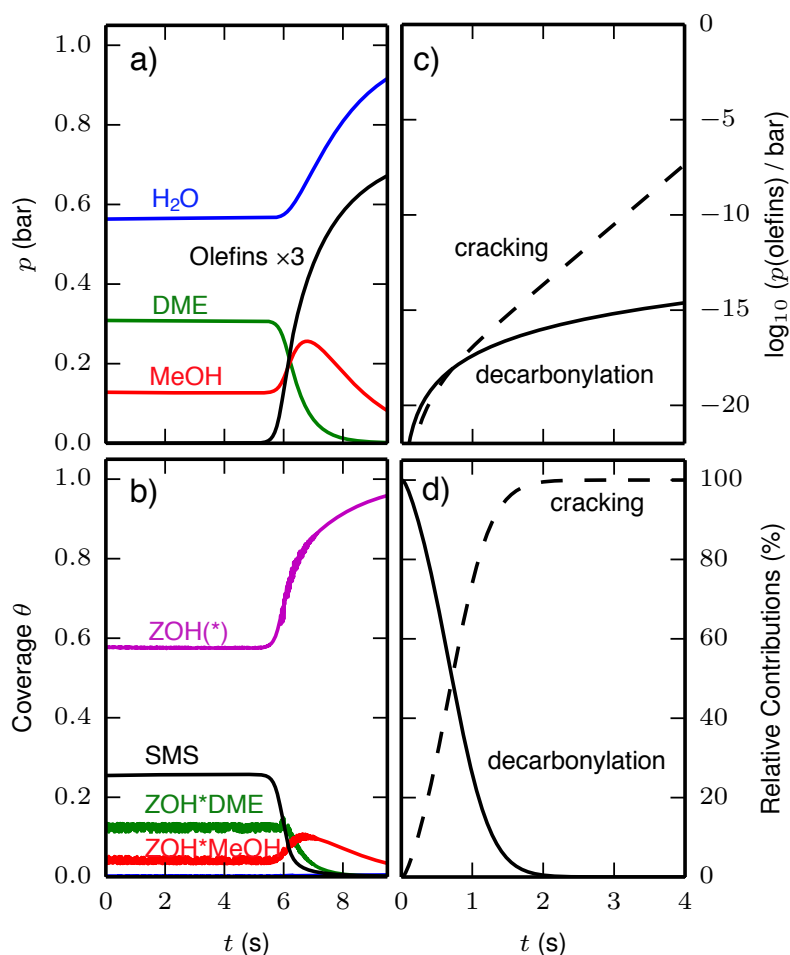 a)
1.0
0.8
0.6
0.4
0.2
0.0
p (bar)
H₂O
Olefins ×3
DME
MeOH
c)
0
−5
−10
−15
−20
log₁₀ (p(olefins) / bar)
cracking
decarbonylation
b)
1.0
0.8
0.6
0.4
0.2
0.0
Coverage θ
ZOH(*)
SMS
ZOH*DME
ZOH*MeOH
0 2 4 6 8
t (s)
d)
100
80
60
40
20
0
Relative Contributions (%)
cracking
decarbonylation
0 1 2 3 4
t (s)